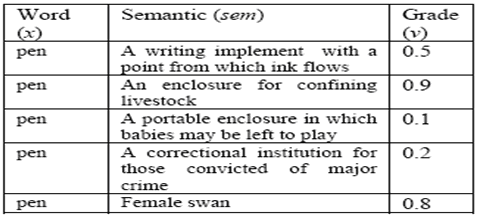 Word Semantic (sem) Grade
(x) (v)
pen A writing implement with a 0.5
point from which ink flows
pen An enclosure for confining 0.9
livestock
pen A portable enclosure in which 0.1
babies may be left to play
pen A correctional institution for 0.2
those convicted of major
crime
pen Female swan 0.8